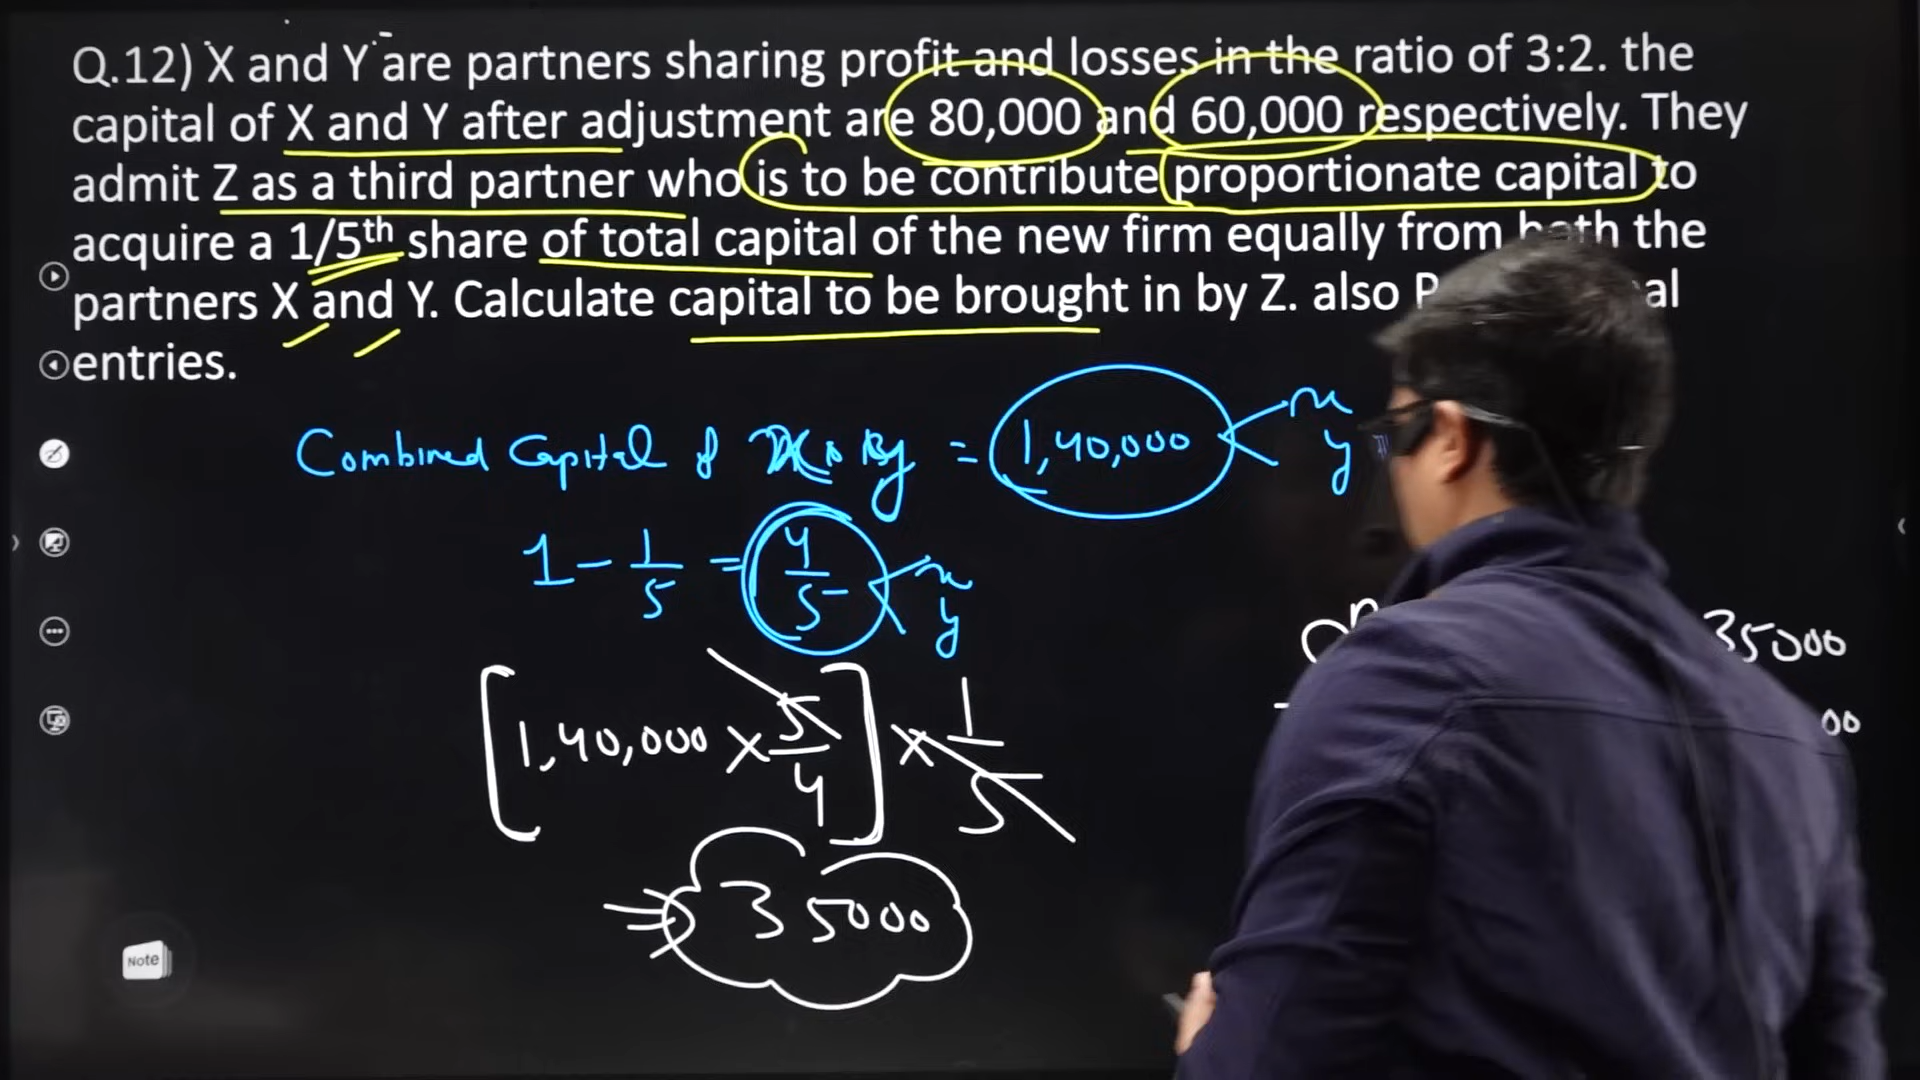 Q.12) X and Y are partners sharing profit and losses in the ratio of 3:2. the
capital of X and Y after adjustment are 80,000 and 60,000 respectively. They
admit Z as a third partner who is to be contribute proportionate capital to
acquire a 1/5th share of total capital of the new firm equally from both the
partners X and Y. Calculate capital to be brought in by Z. also al
entries.
Combined Capital of X & y = 1,40,000 x
y
1 - 1/5 = 4/5 x
y
35000
[1,40,000 × 5/4] × 1/5
00
35000
Note